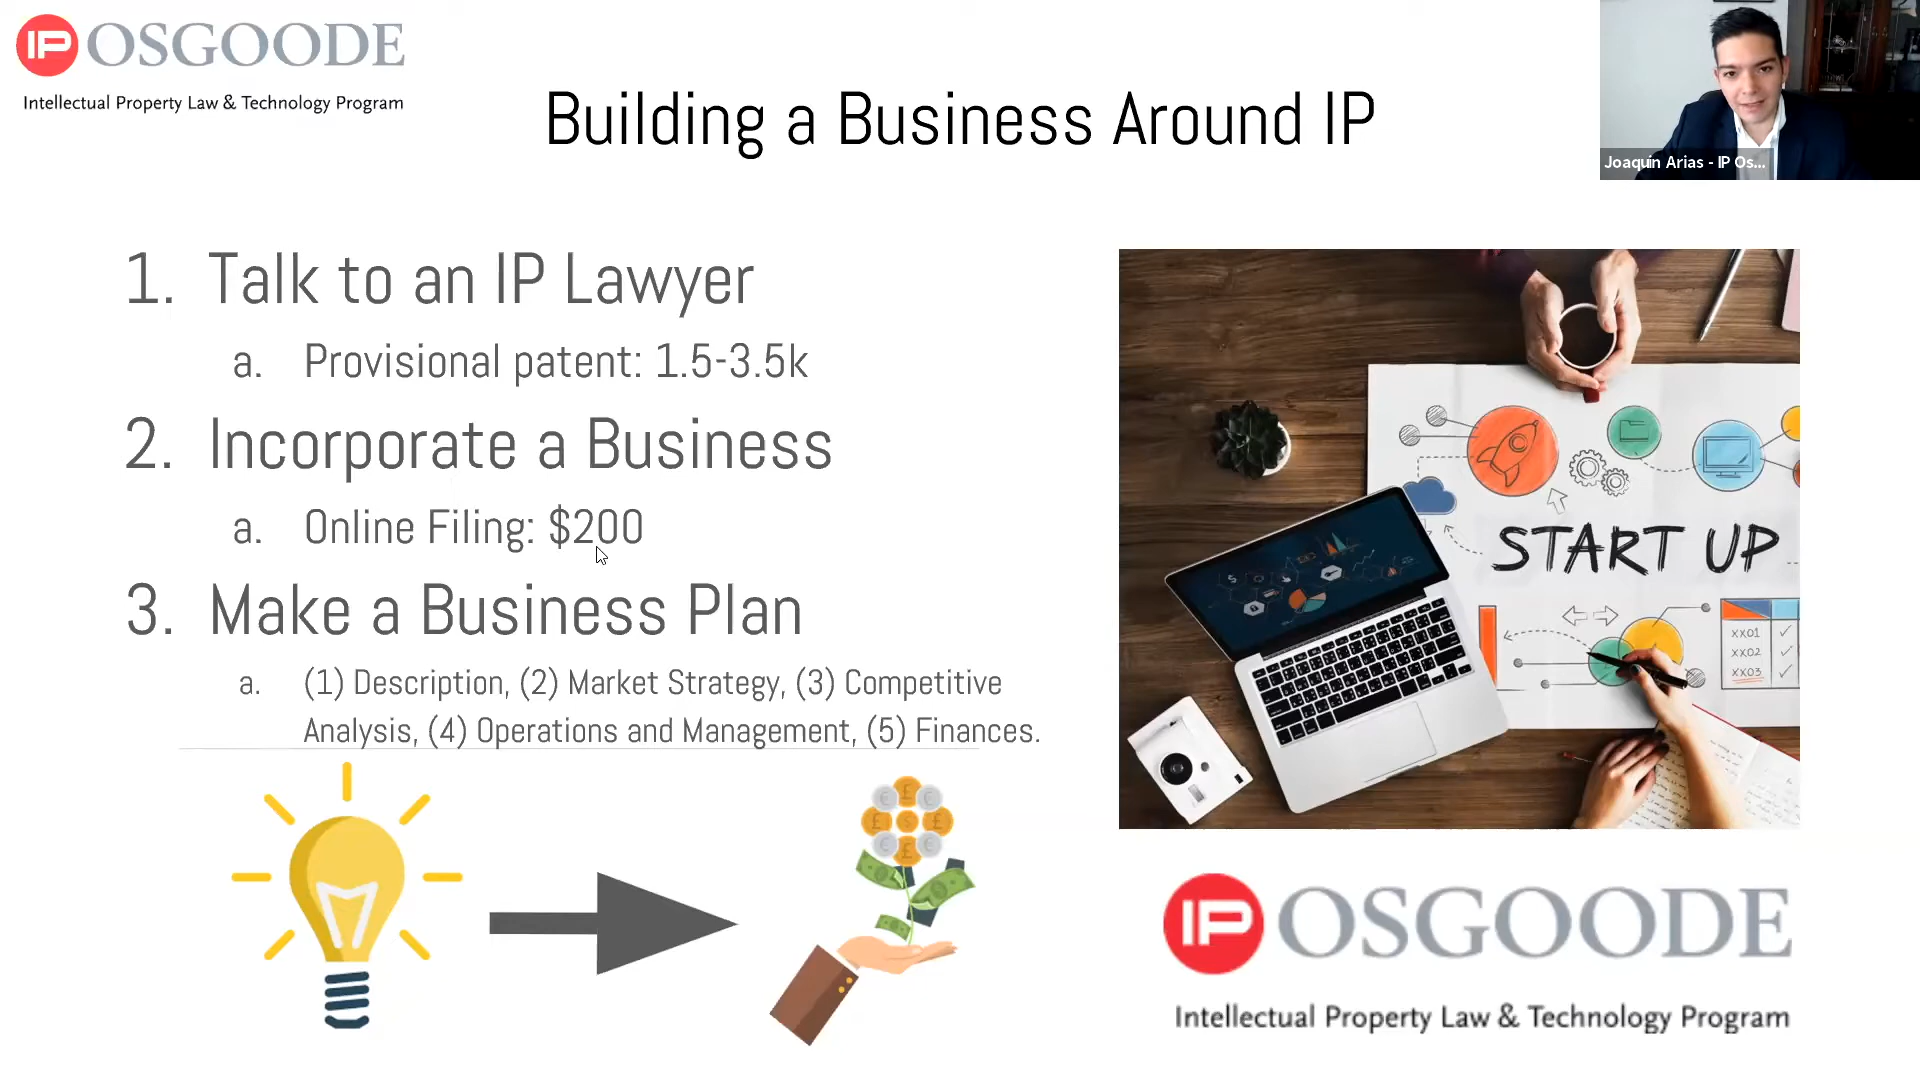 IP OSGOODE
Intellectual Property Law & Technology Program
Building a Business Around IP
Joaquin Arias - IP Os...
1. Talk to an IP Lawyer
a. Provisional patent: 1.5-3.5k
2. Incorporate a Business
a. Online Filing: $200
3. Make a Business Plan
a. (1) Description, (2) Market Strategy, (3) Competitive
Analysis, (4) Operations and Management, (5) Finances.
START UP
XX01
XX02
XX03
IP OSGOODE
Intellectual Property Law & Technology Program